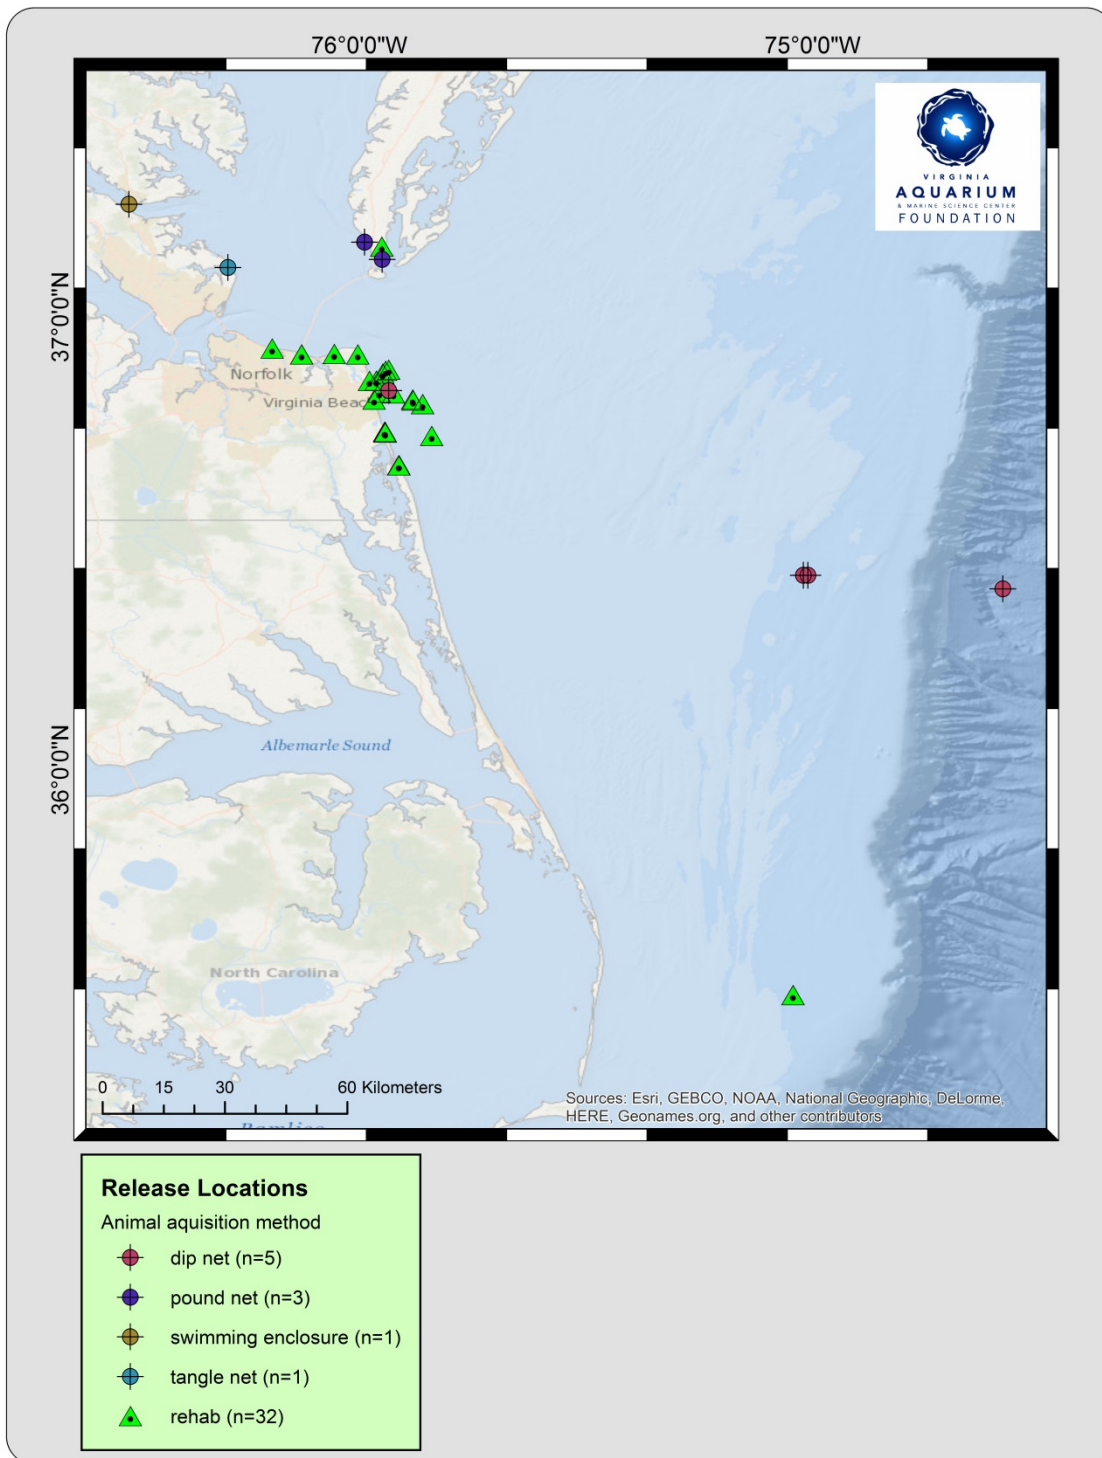 76°0'0"W
75°0'0"W
VIRGINIA
AQUARIUM
& MARINE SCIENCE CENTER
FOUNDATION
37°0'0"N
Norfolk
Virginia Beach
36°0'0"N
Albemarle Sound
North Carolina
0 15 30 60 Kilometers
Sources: Esri, GEBCO, NOAA, National Geographic, DeLorme,
HERE, Geonames.org, and other contributors
Release Locations
Animal aquisition method
dip net (n=5)
pound net (n=3)
swimming enclosure (n=1)
tangle net (n=1)
rehab (n=32)